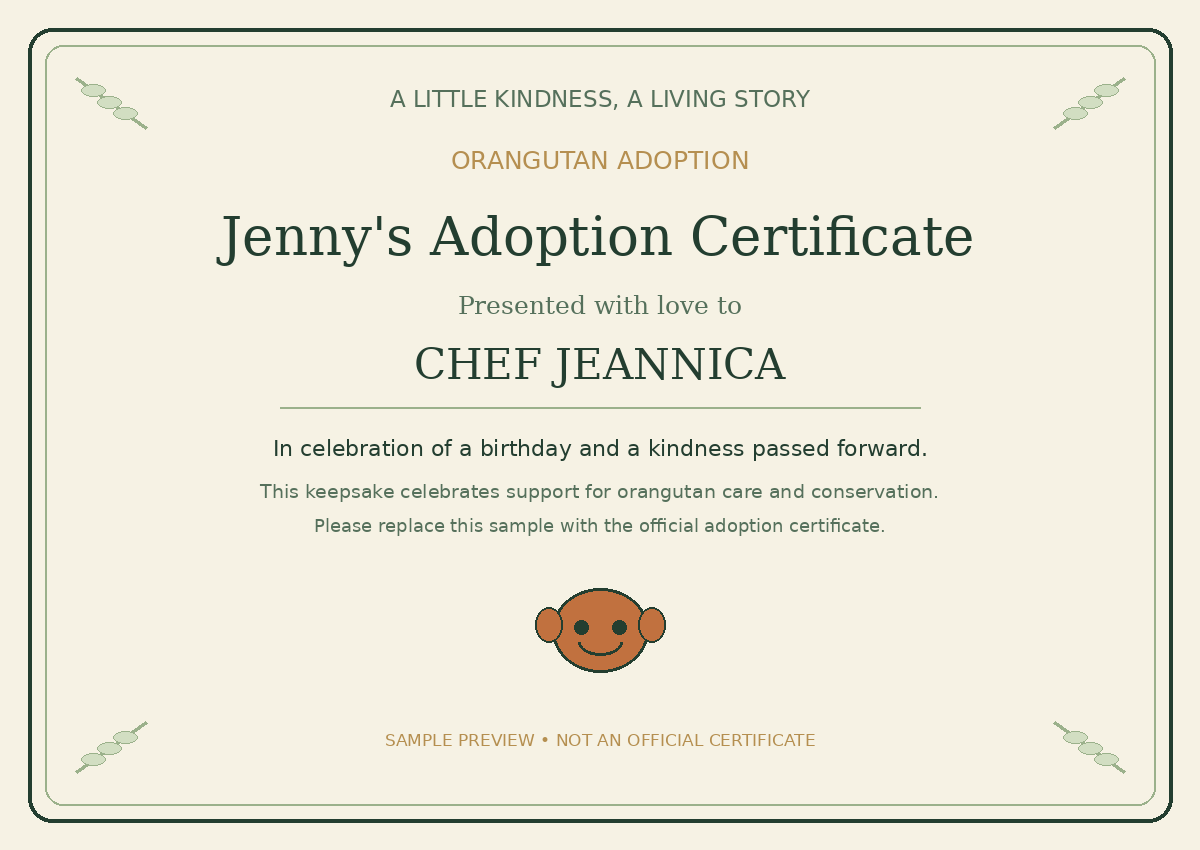 A LITTLE KINDNESS, A LIVING STORY
ORANGUTAN ADOPTION
Jenny's Adoption Certificate
Presented with love to
CHEF JEANNICA
In celebration of a birthday and a kindness passed forward.
This keepsake celebrates support for orangutan care and conservation.
Please replace this sample with the official adoption certificate.
SAMPLE PREVIEW • NOT AN OFFICIAL CERTIFICATE